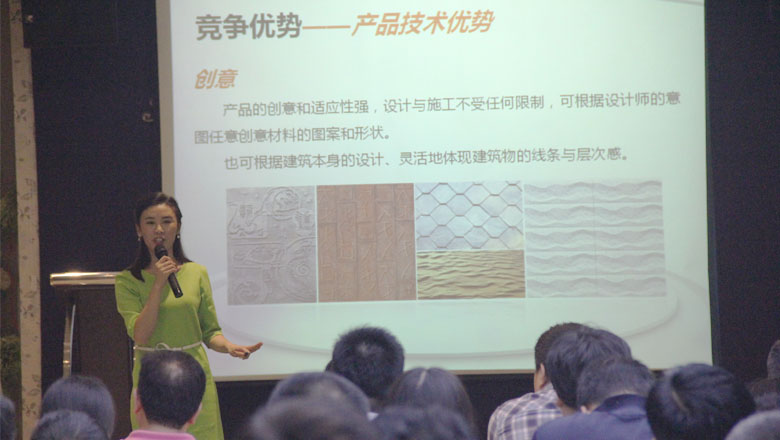 竞争优势——产品技术优势
创意
产品的创意和适应性强，设计与施工不受任何限制，可根据设计师的意
图任意创意材料的图案和形状。
也可根据建筑本身的设计、灵活地体现建筑物的线条与层次感。